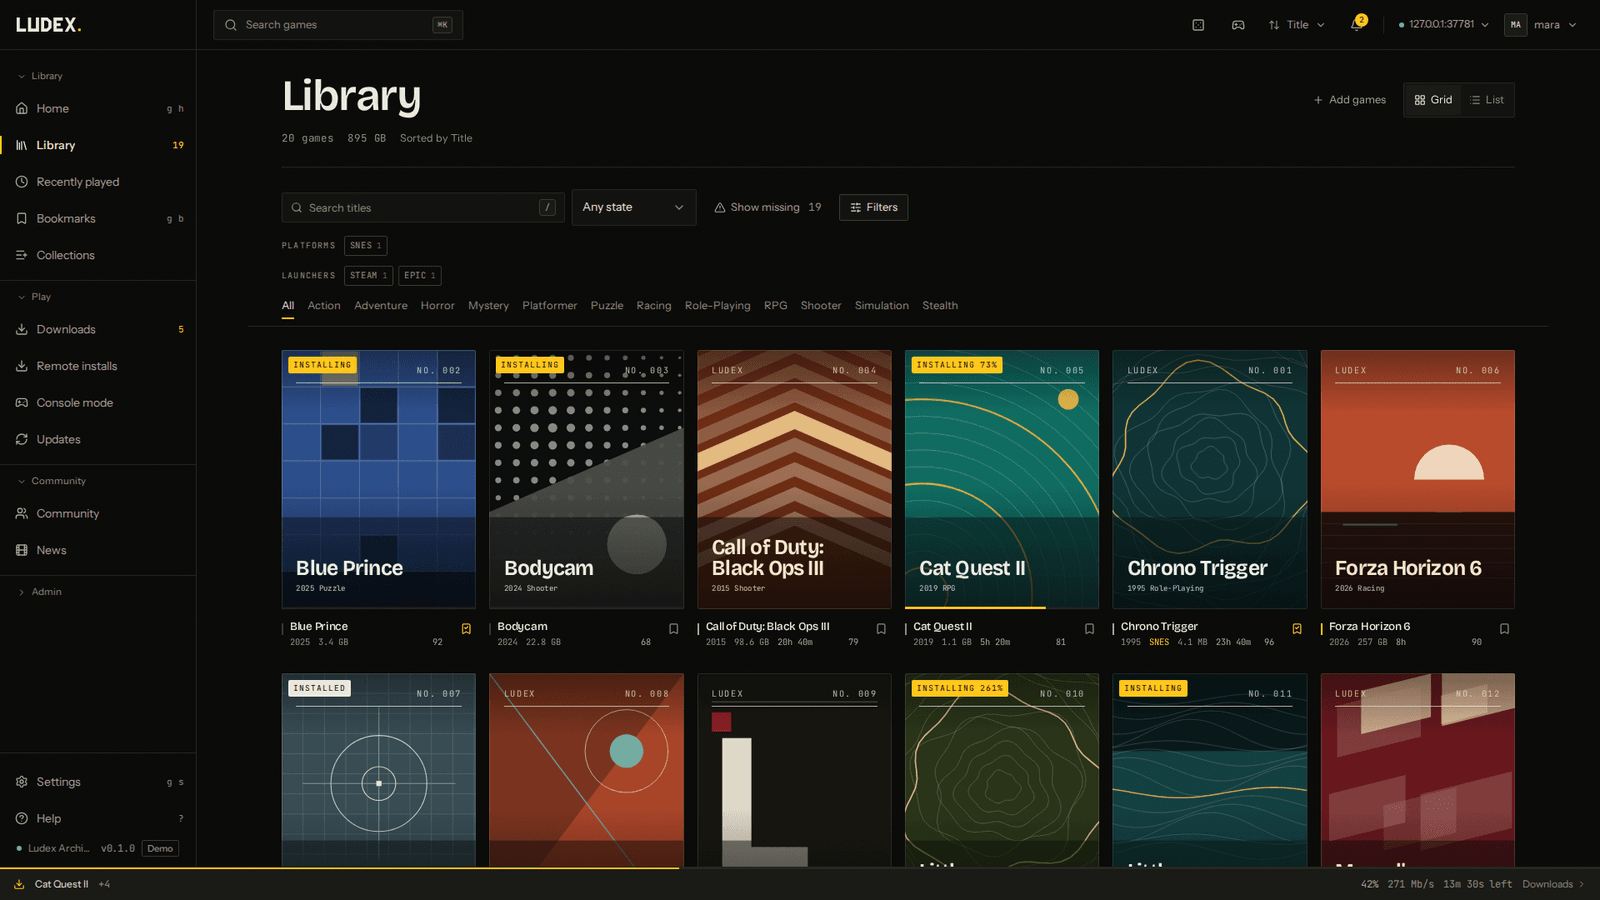 LUDEX.
Search games
⌘K
Title
2
127.0.0.1:37781
MA
mara
Library
Home g h
Library 19
Recently played
Bookmarks g b
Collections
Play
Downloads 5
Remote installs
Console mode
Updates
Community
Community
News
Admin
Settings g s
Help ?
Ludex Archi... v0.1.0 Demo
Library
20 games 895 GB Sorted by Title
+ Add games
Grid
List
Search titles /
Any state
Show missing 19
Filters
PLATFORMS SNES 1
LAUNCHERS STEAM 1 EPIC 1
All Action Adventure Horror Mystery Platformer Puzzle Racing Role-Playing RPG Shooter Simulation Stealth
INSTALLING
NO. 002
Blue Prince
2025 Puzzle
Blue Prince
2025 3.4 GB 92
INSTALLING
NO. 003
Bodycam
2024 Shooter
Bodycam
2024 22.8 GB 68
LUDEX NO. 004
Call of Duty:
Black Ops III
2015 Shooter
Call of Duty: Black Ops III
2015 98.6 GB 20h 40m 79
INSTALLING 73%
NO. 005
Cat Quest II
2019 RPG
Cat Quest II
2019 1.1 GB 5h 20m 81
LUDEX NO. 001
Chrono Trigger
1995 Role-Playing
Chrono Trigger
1995 SNES 4.1 MB 23h 40m 96
LUDEX NO. 006
Forza Horizon 6
2026 Racing
Forza Horizon 6
2026 257 GB 8h 90
INSTALLED
NO. 007
LUDEX NO. 008
LUDEX NO. 009
INSTALLING 261%
NO. 010
INSTALLING
NO. 011
LUDEX NO. 012
Cat Quest II +4
42% 271 Mb/s 13m 30s left Downloads